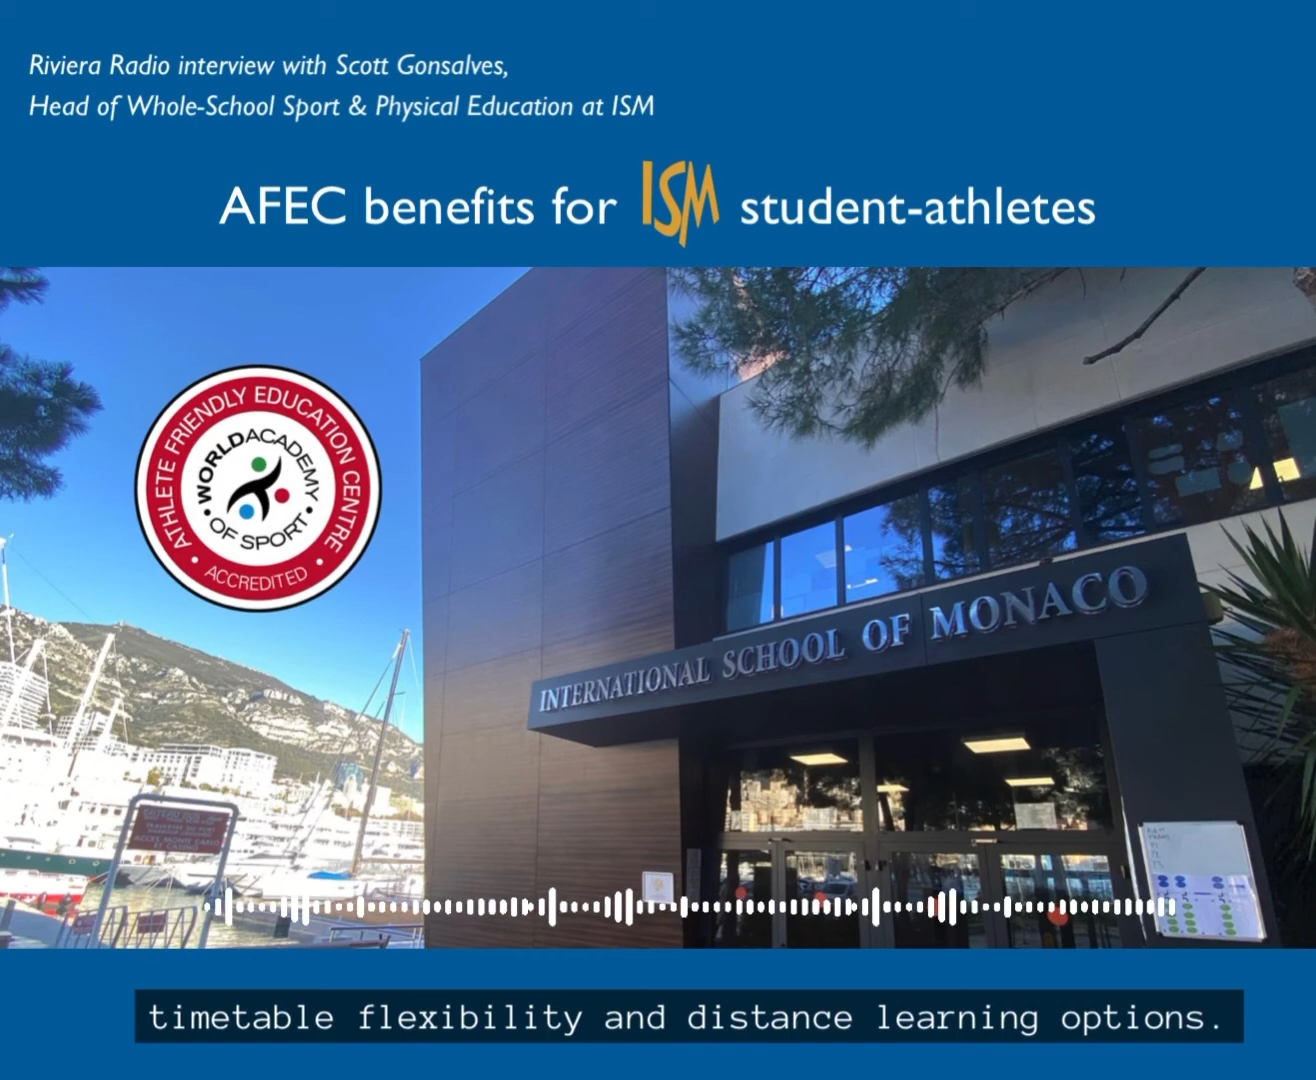 Riviera Radio interview with Scott Gonsalves,
Head of Whole-School Sport & Physical Education at ISM
AFEC benefits for ISM student-athletes
ATHLETE FRIENDLY EDUCATION CENTRE
WORLD ACADEMY
OF SPORT
ACCREDITED
INTERNATIONAL SCHOOL OF MONACO
timetable flexibility and distance learning options.